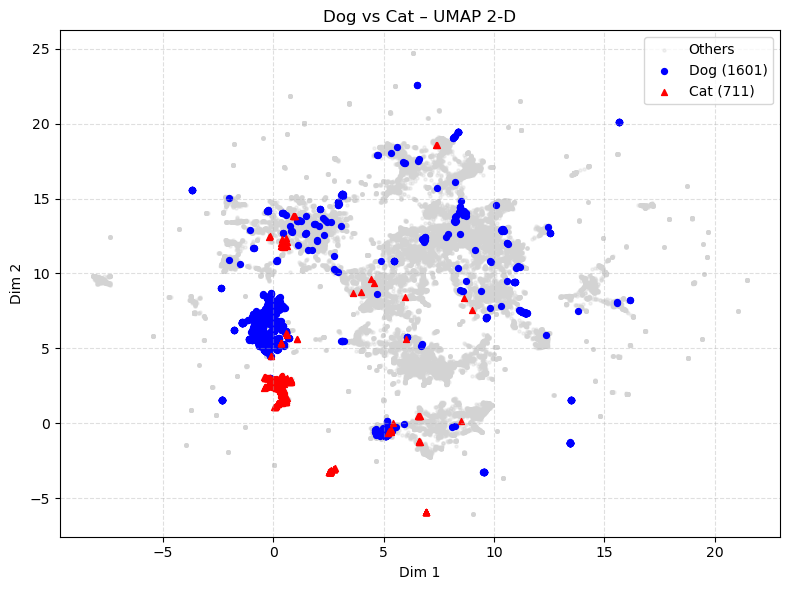 Dog vs Cat – UMAP 2-D
Others
Dog (1601)
Cat (711)
25
20
15
10
5
0
−5
Dim 2
−5
0
5
10
15
20
Dim 1